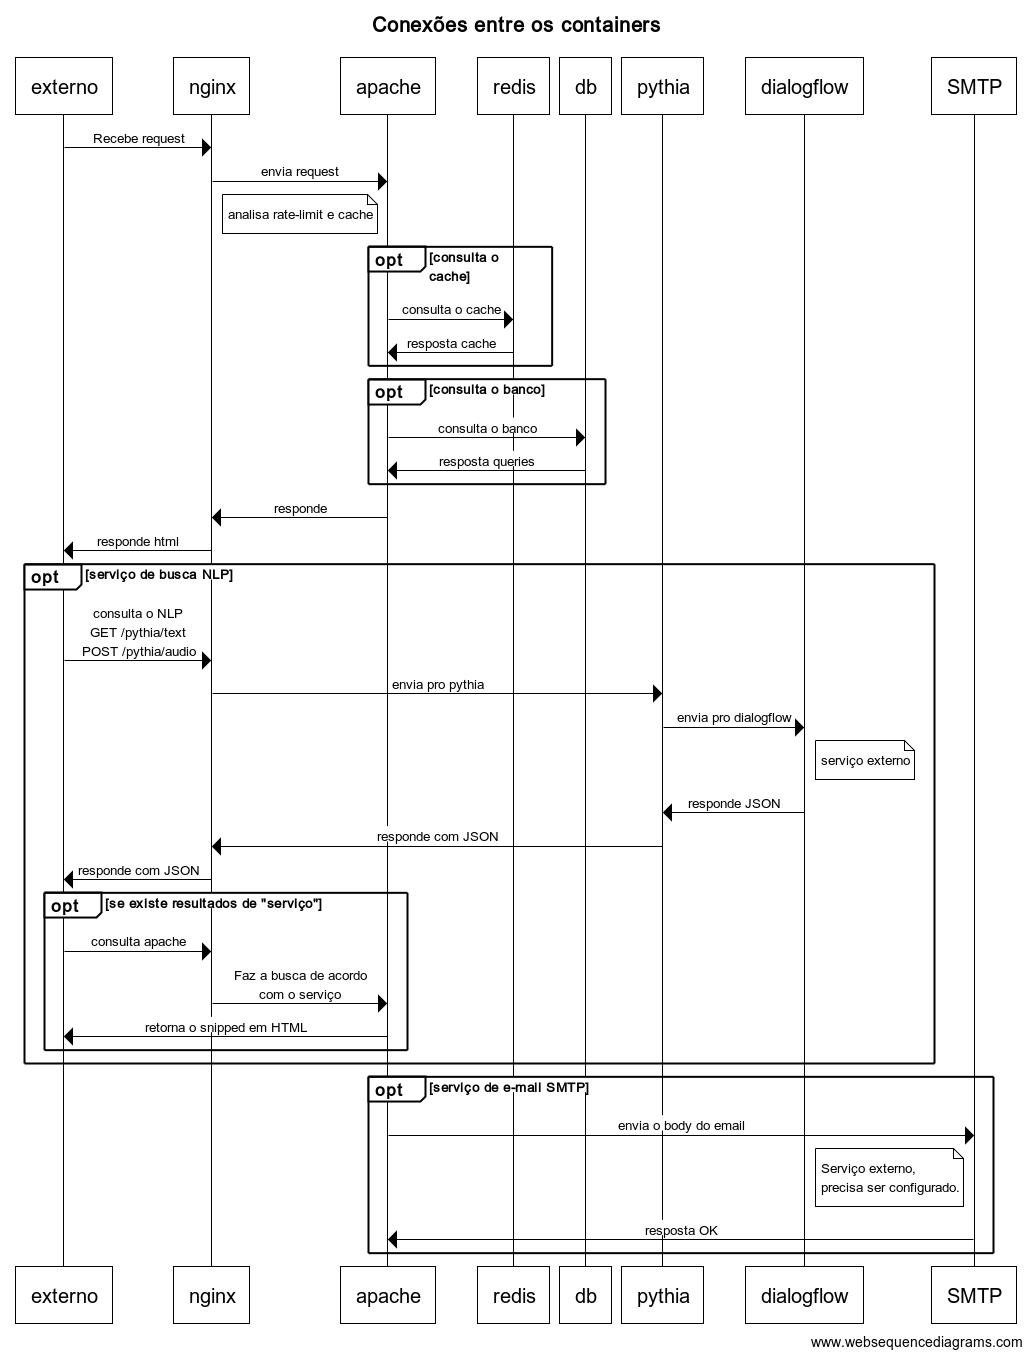 Conexões entre os containers
externo nginx apache redis db pythia dialogflow SMTP
Recebe request
envia request
analisa rate-limit e cache
opt [consulta o
cache]
consulta o cache
resposta cache
opt [consulta o banco]
consulta o banco
resposta queries
responde
responde html
opt [serviço de busca NLP]
consulta o NLP
GET /pythia/text
POST /pythia/audio
envia pro pythia
envia pro dialogflow
serviço externo
responde JSON
responde com JSON
responde com JSON
opt [se existe resultados de "serviço"]
consulta apache
Faz a busca de acordo
com o serviço
retorna o snipped em HTML
opt [serviço de e-mail SMTP]
envia o body do email
Serviço externo,
precisa ser configurado.
resposta OK
externo nginx apache redis db pythia dialogflow SMTP
www.websequencediagrams.com